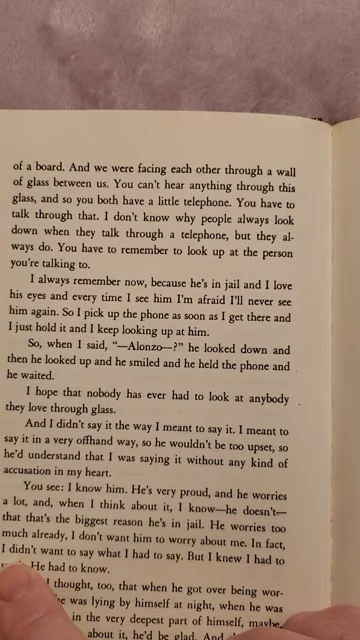 of a board. And we were facing each other through a wall
of glass between us. You can't hear anything through this
glass, and so you both have a little telephone. You have to
talk through that. I don't know why people always look
down when they talk through a telephone, but they al-
ways do. You have to remember to look up at the person
you're talking to.
I always remember now, because he's in jail and I love
his eyes and every time I see him I'm afraid I'll never see
him again. So I pick up the phone as soon as I get there and
I just hold it and I keep looking up at him.
So, when I said, "—Alonzo—?" he looked down and
then he looked up and he smiled and he held the phone and
he waited.
I hope that nobody has ever had to look at anybody
they love through glass.
And I didn't say it the way I meant to say it. I meant to
say it in a very offhand way, so he wouldn't be too upset, so
he'd understand that I was saying it without any kind of
accusation in my heart.
You see: I know him. He's very proud, and he worries
a lot, and, when I think about it, I know—he doesn't—
that that's the biggest reason he's in jail. He worries too
much already, I don't want him to worry about me. In fact,
I didn't want to say what I had to say. But I knew I had to
He had to know.
thought, too, that when he got over being wor-
he was lying by himself at night, when he was
in the very deepest part of himself, maybe,
about it, he'd be glad. And